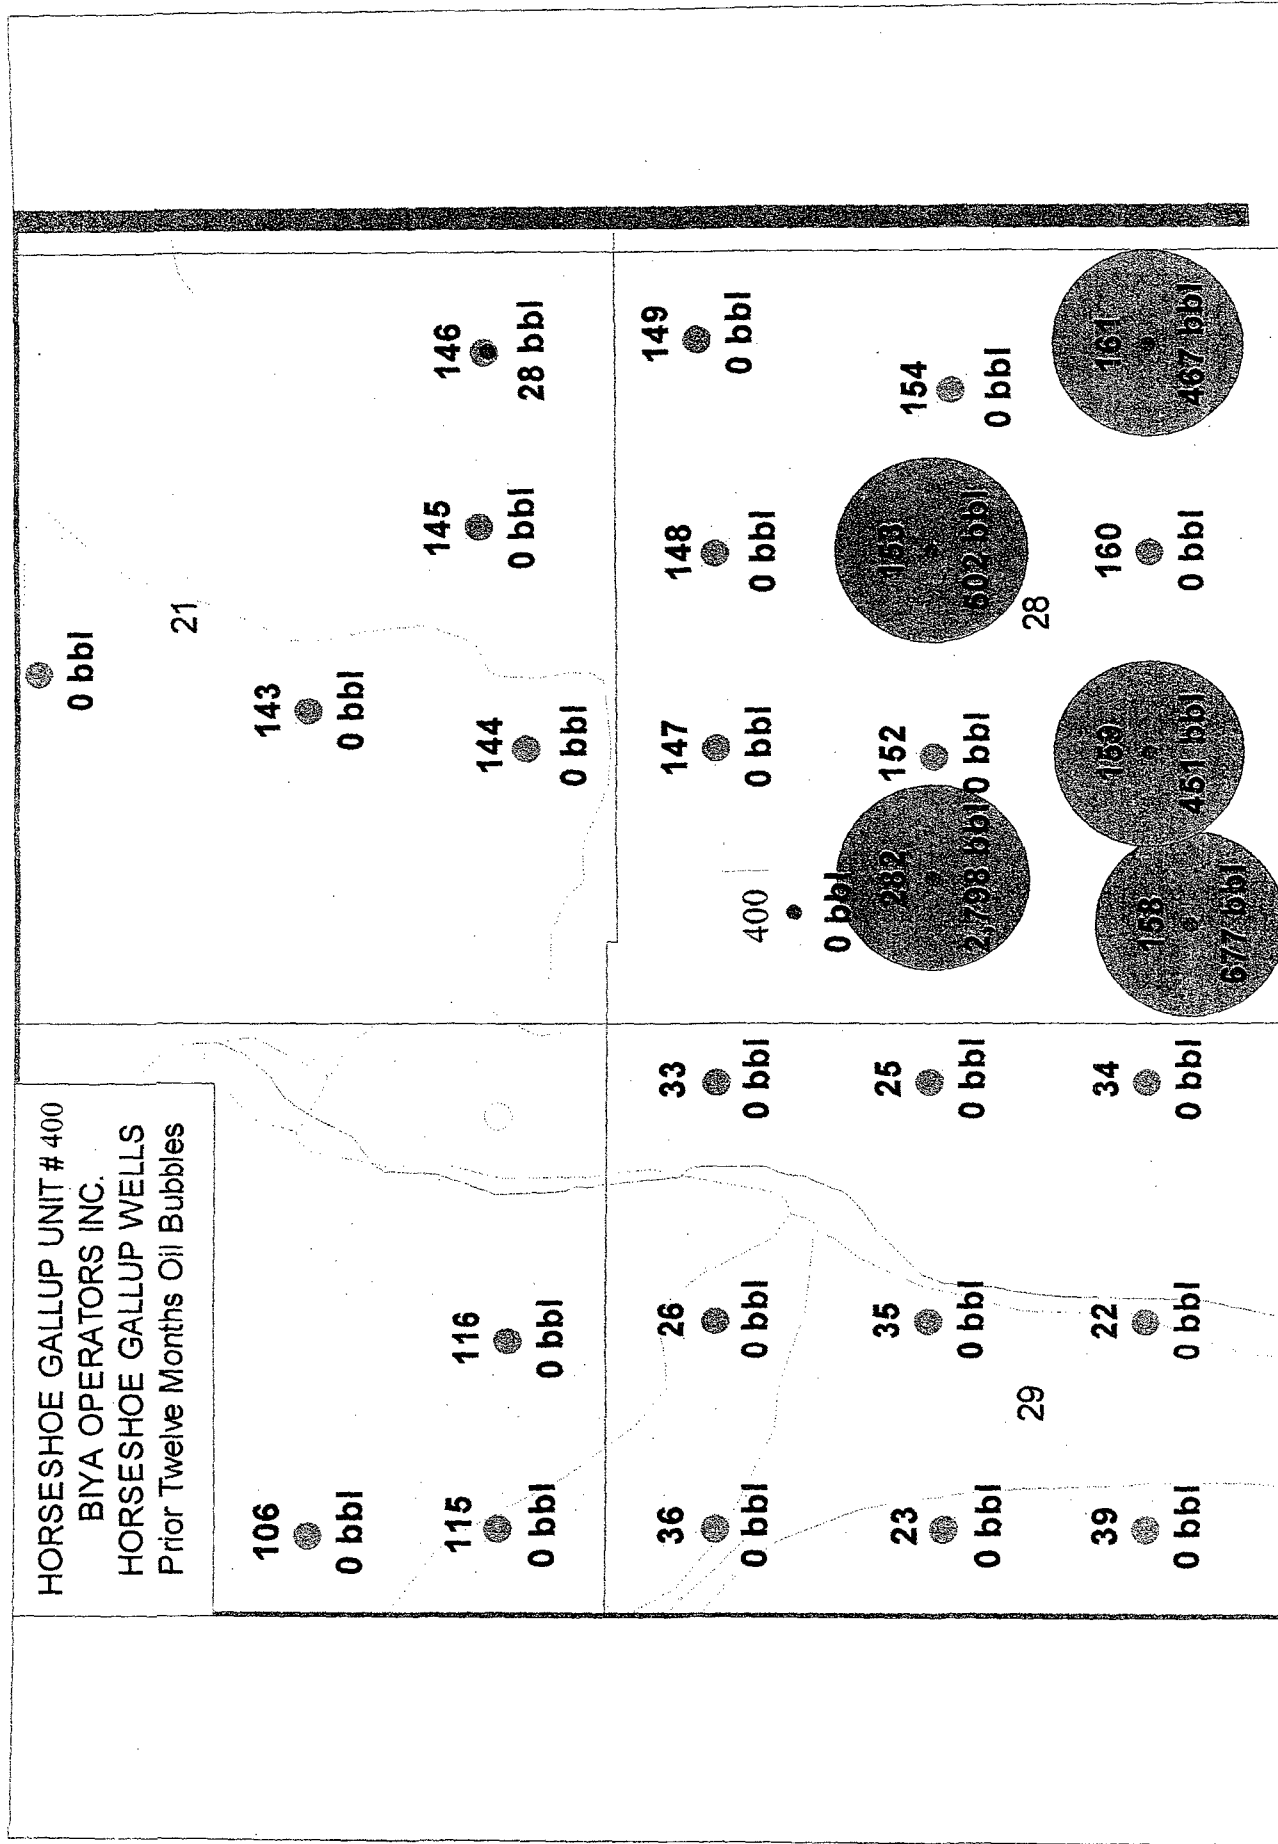 HORSESHOE GALLUP UNIT # 400
BIYA OPERATORS INC.
HORSESHOE GALLUP WELLS
Prior Twelve Months Oil Bubbles
0 bbl
21
106
0 bbl
143
0 bbl
115
0 bbl
116
0 bbl
144
0 bbl
145
0 bbl
146
28 bbl
36
0 bbl
26
0 bbl
33
0 bbl
147
0 bbl
148
0 bbl
149
0 bbl
400
0 bbl
23
0 bbl
35
0 bbl
25
0 bbl
282
2,798 bbl
152
0 bbl
153
602 bbl
154
0 bbl
29
28
39
0 bbl
22
0 bbl
34
0 bbl
158
677 bbl
159
bbl
160
0 bbl
161
467 bbl